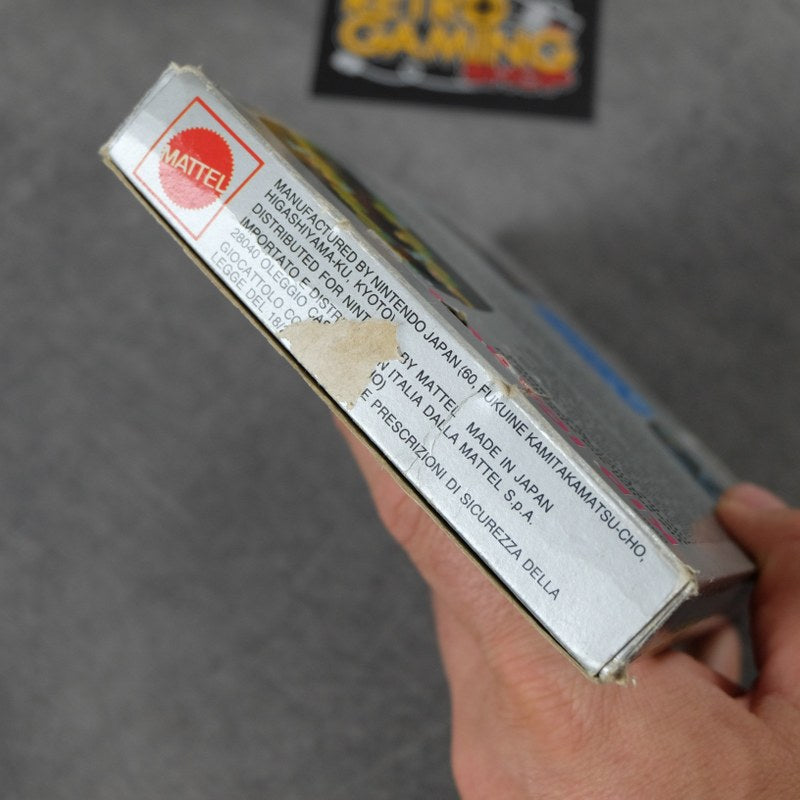 RETRO
GAMING
SHOP
MATTEL
MANUFACTURED BY NINTENDO JAPAN (60, FUKUINE KAMITAKAMATSU-CHO,
HIGASHIYAMA-KU, KYOTO)
DISTRIBUTED FOR NINT BY MATTEL MADE IN JAPAN
IMPORTATO E DISTR N ITALIA DALLA MATTEL S.p.A.
28040 OLEGGIO CAS O)
GIOCATTOLO CO E PRESCRIZIONI DI SICUREZZA DELLA
LEGGE DEL 18/